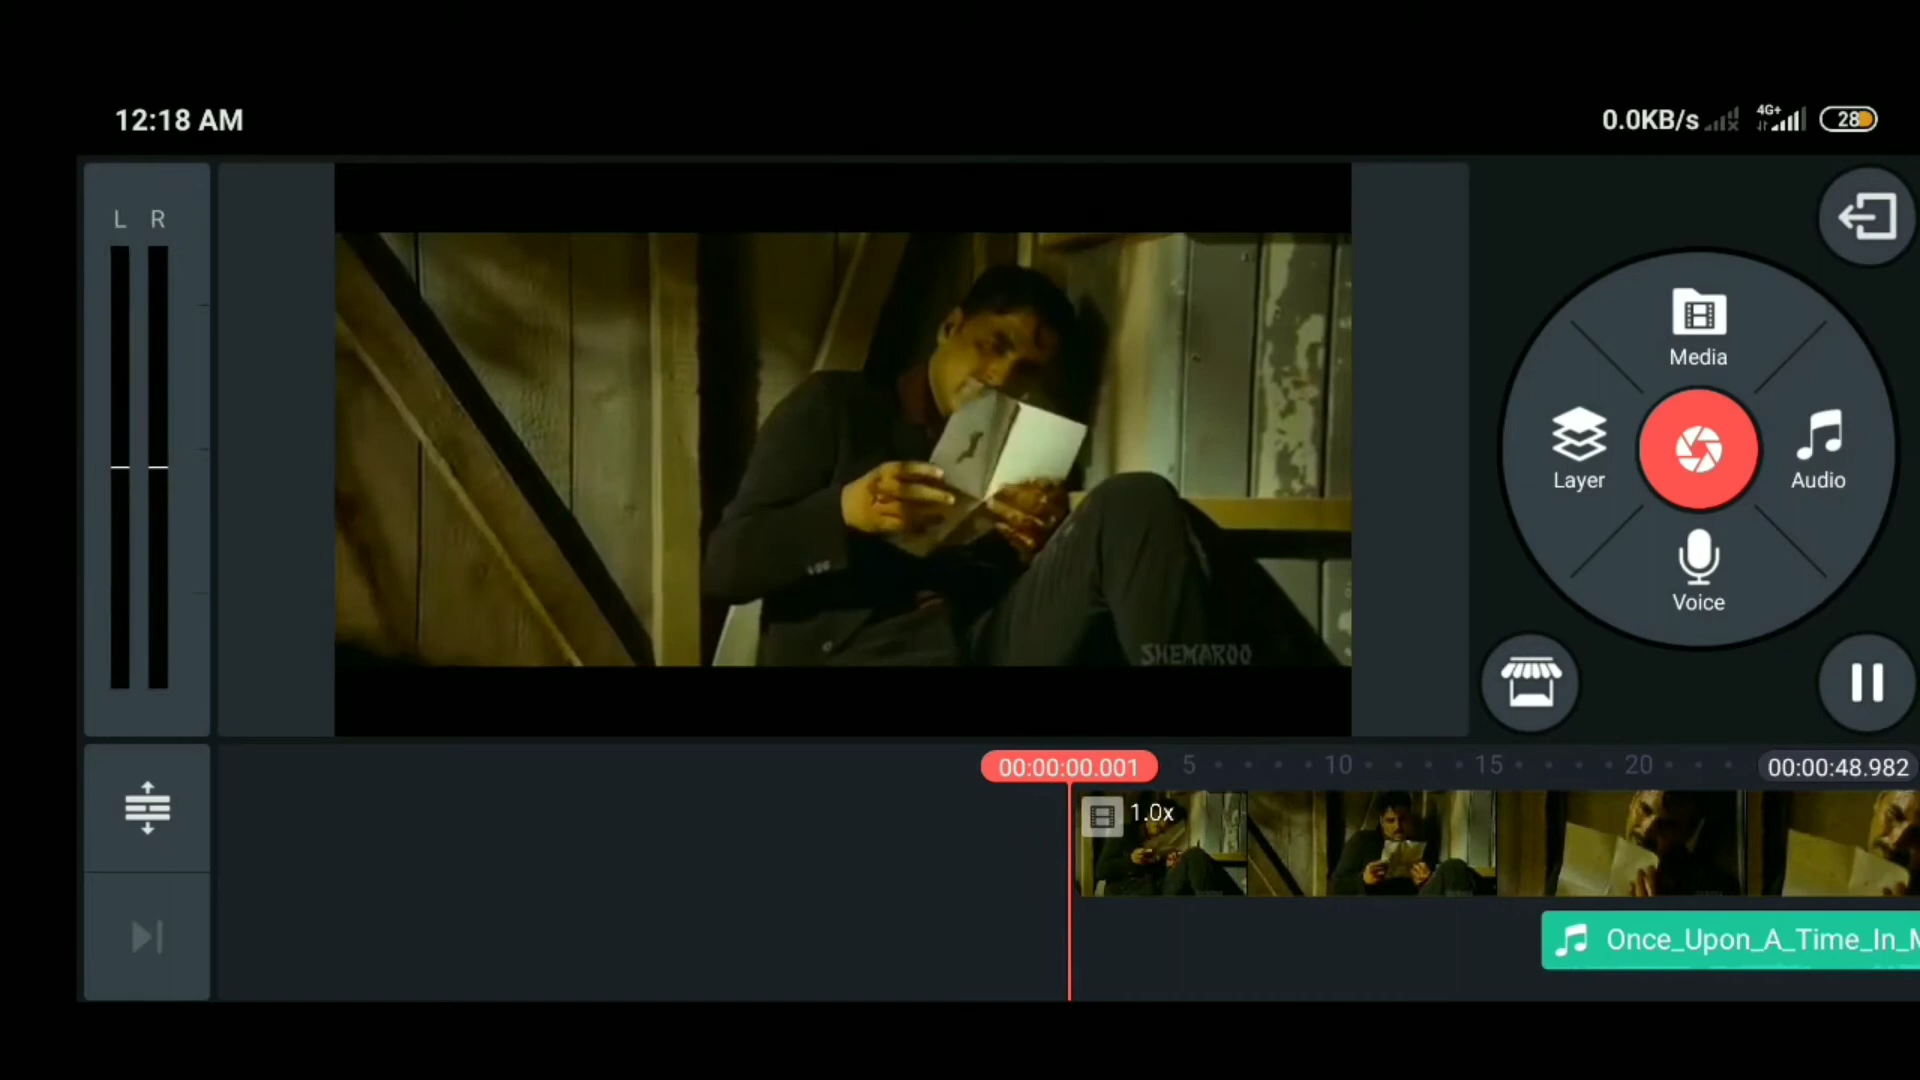 12:18 AM
0.0KB/s 4G+ 28
L R
Media
Layer
Audio
Voice
SHEMAROO
00:00:00.001 5 10 15 20 00:00:48.982
1.0x
Once_Upon_A_Time_In_M